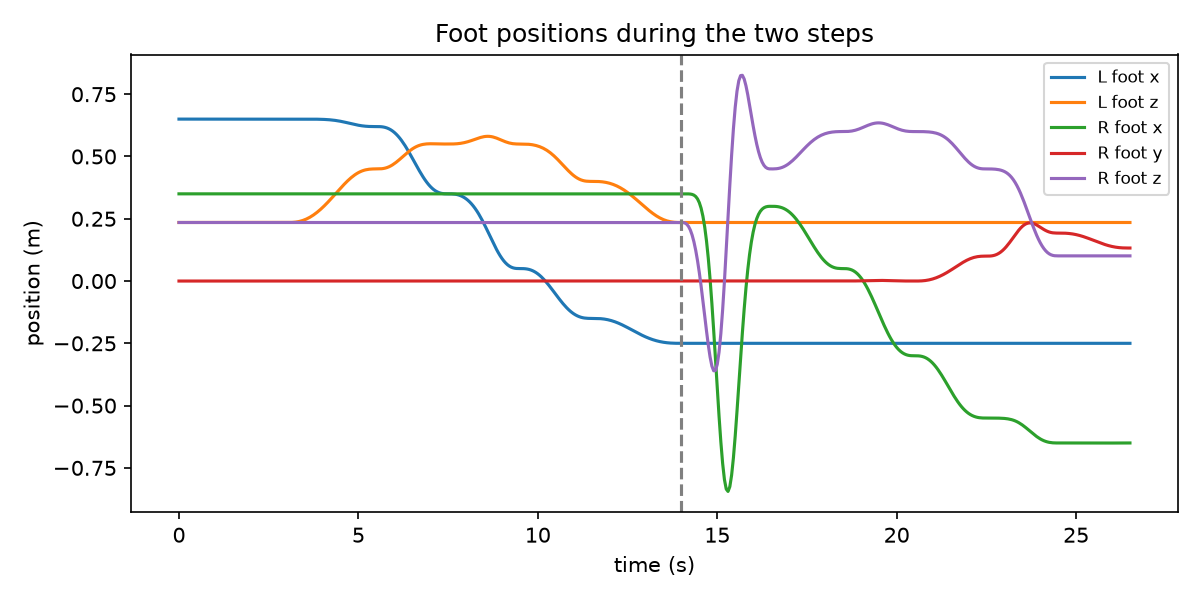 Foot positions during the two steps
L foot x
L foot z
R foot x
R foot y
R foot z
position (m)
0.75
0.50
0.25
0.00
−0.25
−0.50
−0.75
0 5 10 15 20 25
time (s)